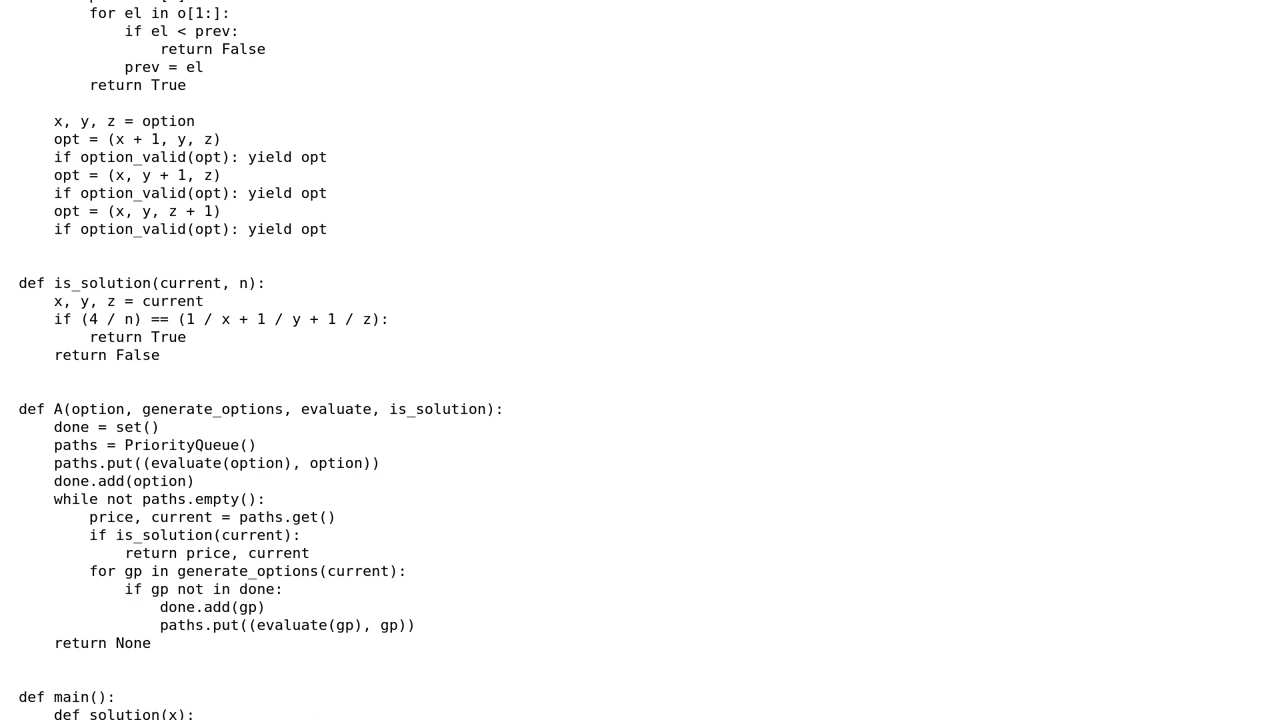 for el in o[1:]:
if el < prev:
return False
prev = el
return True
x, y, z = option
opt = (x + 1, y, z)
if option_valid(opt): yield opt
opt = (x, y + 1, z)
if option_valid(opt): yield opt
opt = (x, y, z + 1)
if option_valid(opt): yield opt
def is_solution(current, n):
x, y, z = current
if (4 / n) == (1 / x + 1 / y + 1 / z):
return True
return False
def A(option, generate_options, evaluate, is_solution):
done = set()
paths = PriorityQueue()
paths.put((evaluate(option), option))
done.add(option)
while not paths.empty():
price, current = paths.get()
if is_solution(current):
return price, current
for gp in generate_options(current):
if gp not in done:
done.add(gp)
paths.put((evaluate(gp), gp))
return None
def main():
def solution(x):